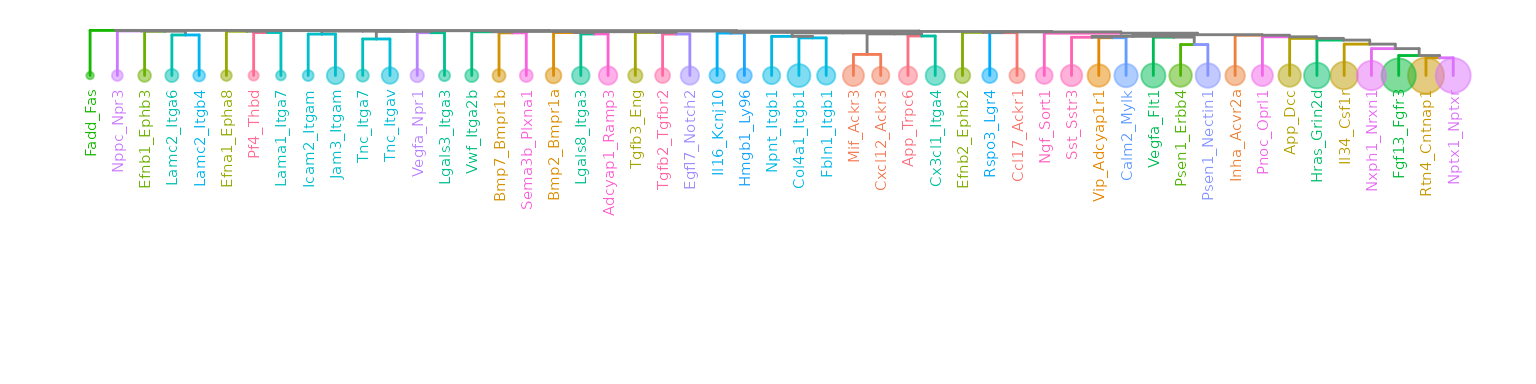 Fadd_Fas
Nppc_Npr3
Efnb1_Ephb3
Lamc2_Itga6
Lamc2_Itgb4
Efna1_Epha8
Pf4_Thbd
Lama1_Itga7
Icam2_Itgam
Jam3_Itgam
Tnc_Itga7
Tnc_Itgav
Vegfa_Npr1
Lgals3_Itga3
Vwf_Itga2b
Bmp7_Bmpr1b
Sema3b_Plxna1
Bmp2_Bmpr1a
Lgals8_Itga3
Adcyap1_Ramp3
Tgfb3_Eng
Tgfb2_Tgfbr2
Egfl7_Notch2
Il16_Kcnj10
Hmgb1_Ly96
Npnt_Itgb1
Col4a1_Itgb1
Fbln1_Itgb1
Mif_Ackr3
Cxcl12_Ackr3
App_Trpc6
Cx3cl1_Itga4
Efnb2_Ephb2
Rspo3_Lgr4
Ccl17_Ackr1
Ngf_Sort1
Sst_Sstr3
Vip_Adcyap1r1
Calm2_Mylk
Vegfa_Flt1
Psen1_Erbb4
Psen1_Nectin1
Inha_Acvr2a
Pnoc_Oprl1
App_Dcc
Hras_Grin2d
Il34_Csf1r
Nxph1_Nrxn1
Fgf13_Fgfr3
Rtn4_Cntnap1
Nptx1_Nptxr